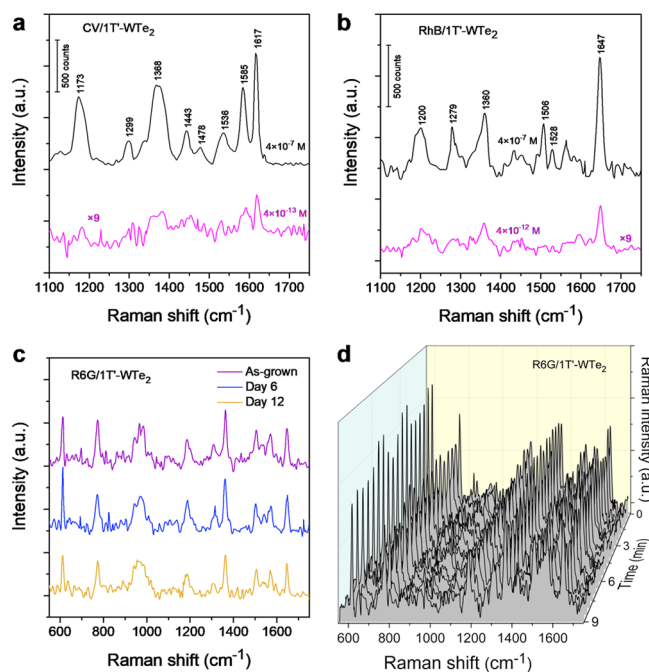 a
CV/1T'-WTe₂
500 counts
1173
1299
1368
1443
1478
1536
1585
1617
4×10⁻⁷ M
×9
4×10⁻¹³ M
Intensity (a.u.)
1100 1200 1300 1400 1500 1600 1700
Raman shift (cm⁻¹)
b
RhB/1T'-WTe₂
500 counts
1200
1279
1360
1506
1528
1647
4×10⁻⁷ M
4×10⁻¹² M
×9
Intensity (a.u.)
1100 1200 1300 1400 1500 1600 1700
Raman shift (cm⁻¹)
c
R6G/1T'-WTe₂
As-grown
Day 6
Day 12
Intensity (a.u.)
600 800 1000 1200 1400 1600
Raman shift (cm⁻¹)
d
R6G/1T'-WTe₂
Raman intensity (a.u.)
0
3
6
9
Time (min)
600 800 1000 1200 1400 1600
Raman shift (cm⁻¹)